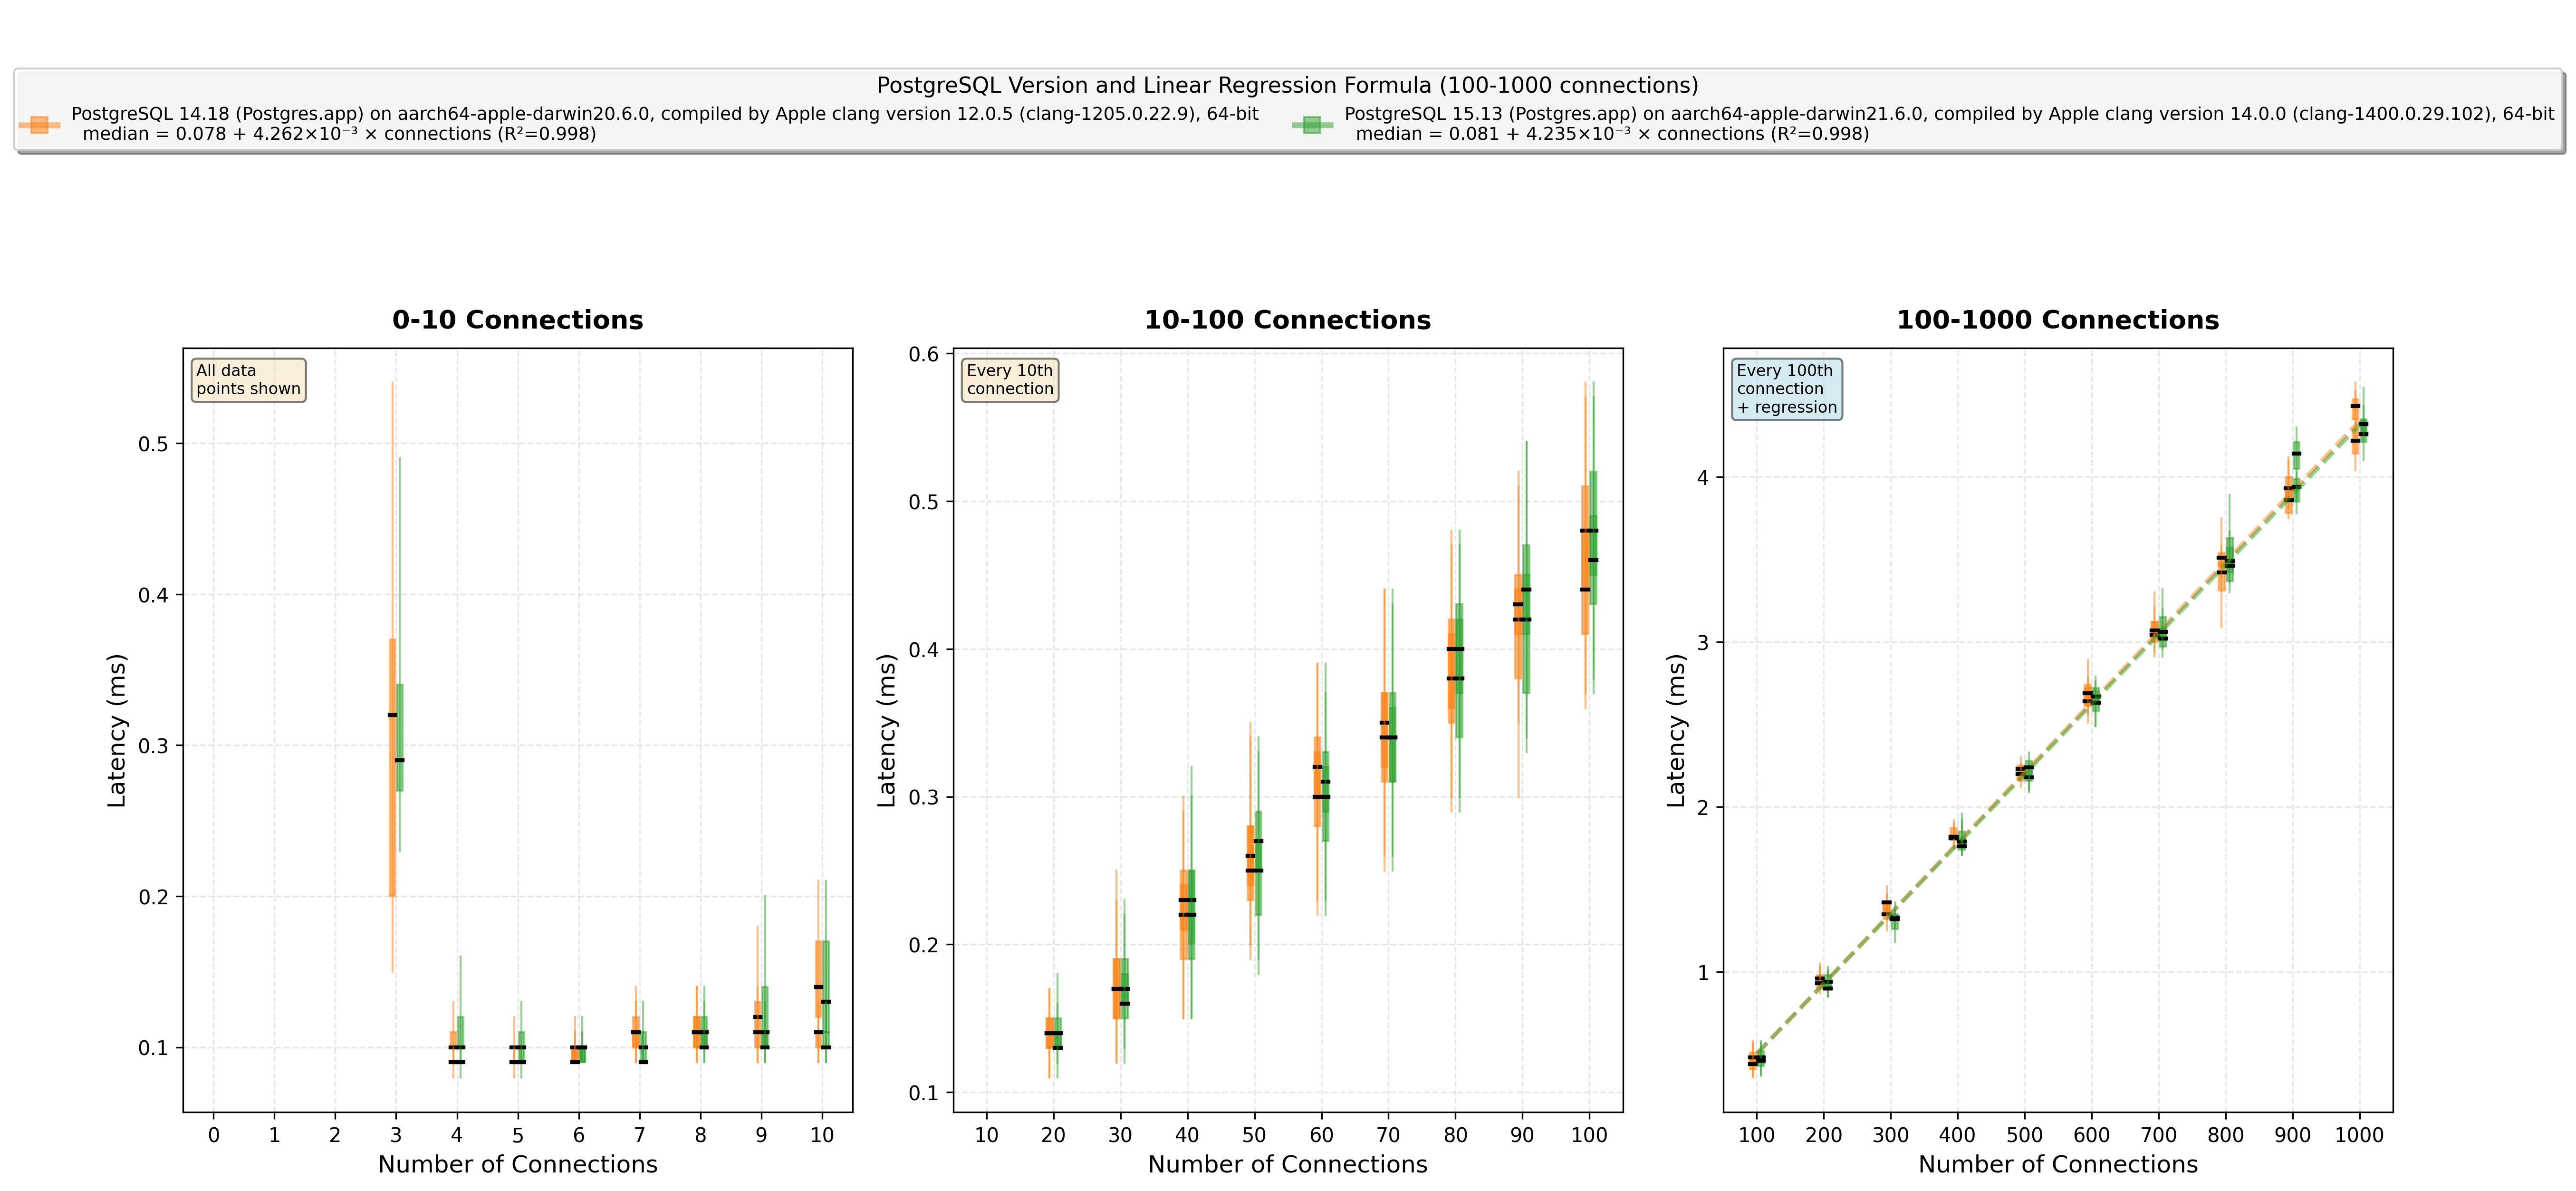 PostgreSQL Version and Linear Regression Formula (100-1000 connections)
PostgreSQL 14.18 (Postgres.app) on aarch64-apple-darwin20.6.0, compiled by Apple clang version 12.0.5 (clang-1205.0.22.9), 64-bit
median = 0.078 + 4.262×10⁻³ × connections (R²=0.998)
PostgreSQL 15.13 (Postgres.app) on aarch64-apple-darwin21.6.0, compiled by Apple clang version 14.0.0 (clang-1400.0.29.102), 64-bit
median = 0.081 + 4.235×10⁻³ × connections (R²=0.998)
0-10 Connections
All data
points shown
Latency (ms)
0.5
0.4
0.3
0.2
0.1
0 1 2 3 4 5 6 7 8 9 10
Number of Connections
10-100 Connections
Every 10th
connection
Latency (ms)
0.6
0.5
0.4
0.3
0.2
0.1
10 20 30 40 50 60 70 80 90 100
Number of Connections
100-1000 Connections
Every 100th
connection
+ regression
Latency (ms)
4
3
2
1
100 200 300 400 500 600 700 800 900 1000
Number of Connections